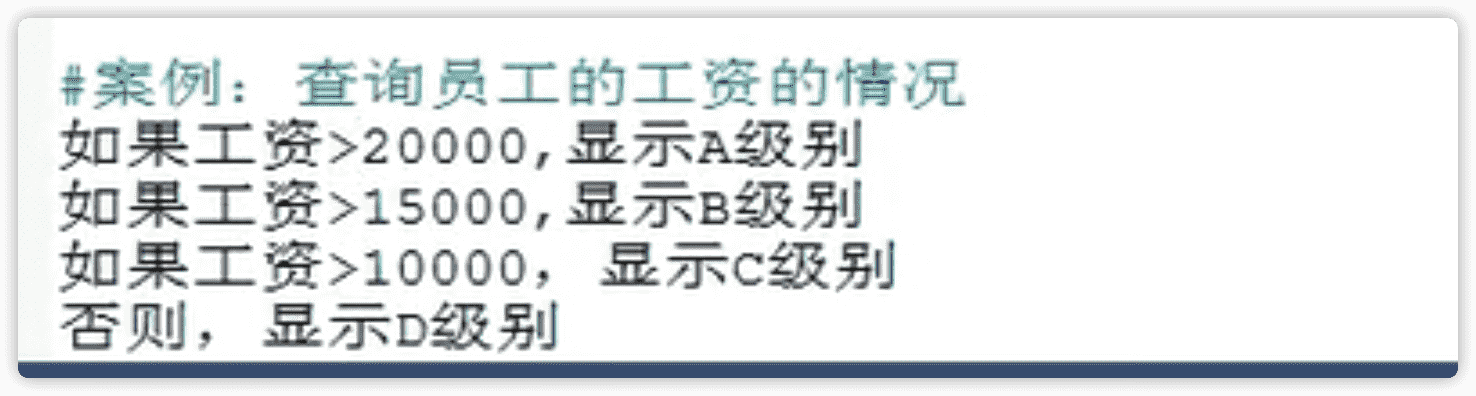 #案例：查询员工的工资的情况
如果工资>20000,显示A级别
如果工资>15000,显示B级别
如果工资>10000，显示C级别
否则，显示D级别